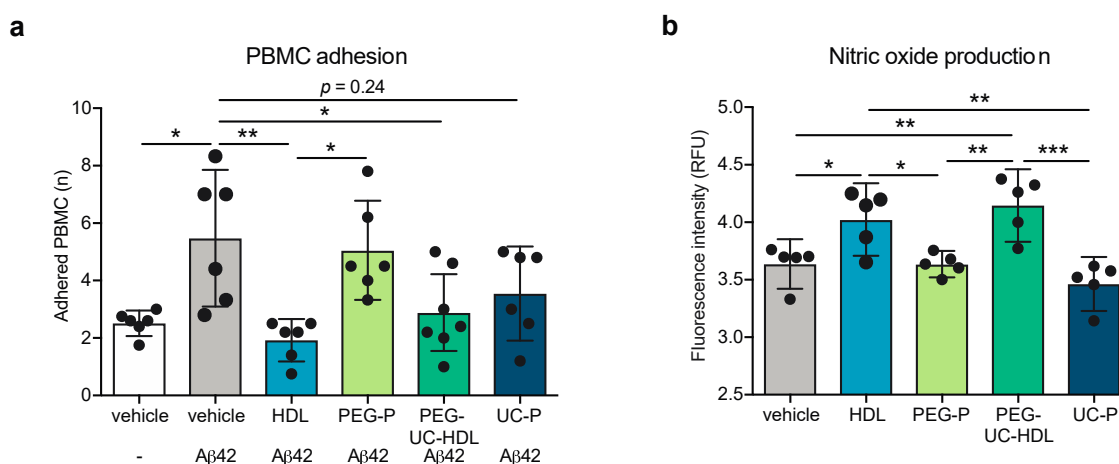 a
PBMC adhesion
p = 0.24
*
* ** *
Adhered PBMC (n)
10
8
6
4
2
0
vehicle vehicle HDL PEG-P PEG-UC-HDL UC-P
- Aβ42 Aβ42 Aβ42 Aβ42 Aβ42
b
Nitric oxide production
**
**
* * ** ***
Fluorescence intensity (RFU)
5.0
4.5
4.0
3.5
3.0
2.5
vehicle HDL PEG-P PEG-UC-HDL UC-P